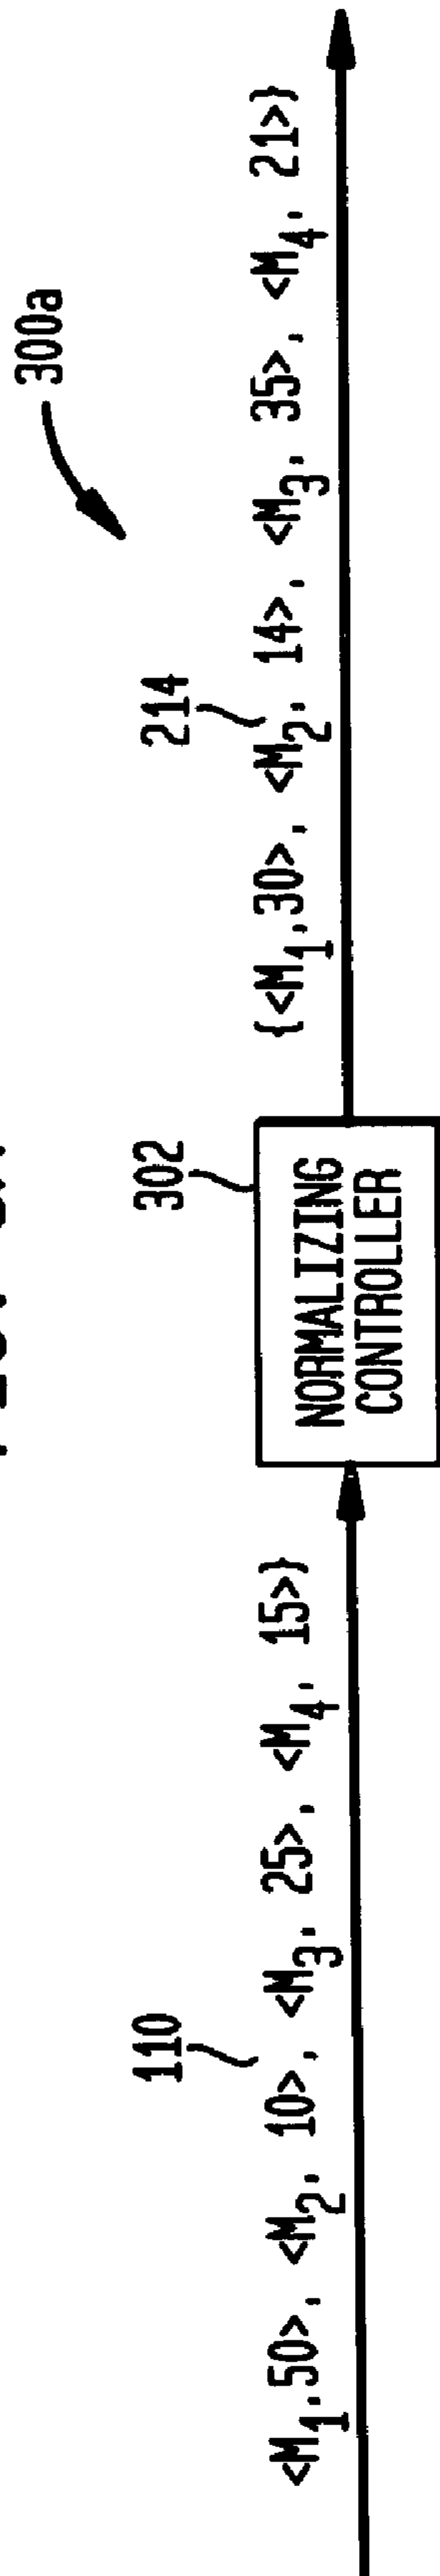 300a
110
<M1.50>, <M2, 10>, <M3, 25>, <M4, 15>}
302
NORMALIZING
CONTROLLER
214
{<M1.30>, <M2, 14>, <M3, 35>, <M4, 21>}